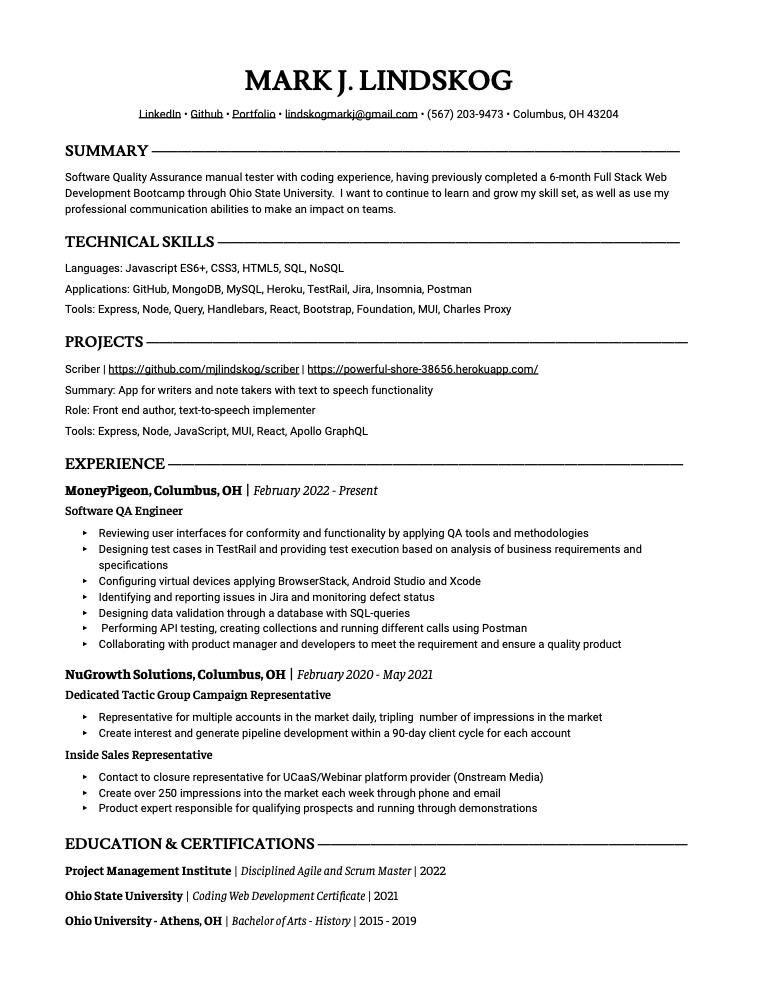 MARK J. LINDSKOG
LinkedIn • Github • Portfolio • lindskogmarkj@gmail.com • (567) 203-9473 • Columbus, OH 43204
SUMMARY
Software Quality Assurance manual tester with coding experience, having previously completed a 6-month Full Stack Web
Development Bootcamp through Ohio State University.  I want to continue to learn and grow my skill set, as well as use my
professional communication abilities to make an impact on teams.
TECHNICAL SKILLS
Languages: Javascript ES6+, CSS3, HTML5, SQL, NoSQL
Applications: GitHub, MongoDB, MySQL, Heroku, TestRail, Jira, Insomnia, Postman
Tools: Express, Node, Query, Handlebars, React, Bootstrap, Foundation, MUI, Charles Proxy
PROJECTS
Scriber | https://github.com/mjlindskog/scriber | https://powerful-shore-38656.herokuapp.com/
Summary: App for writers and note takers with text to speech functionality
Role: Front end author, text-to-speech implementer
Tools: Express, Node, JavaScript, MUI, React, Apollo GraphQL
EXPERIENCE
MoneyPigeon, Columbus, OH | February 2022 - Present
Software QA Engineer
‣ Reviewing user interfaces for conformity and functionality by applying QA tools and methodologies
‣ Designing test cases in TestRail and providing test execution based on analysis of business requirements and
specifications
‣ Configuring virtual devices applying BrowserStack, Android Studio and Xcode
‣ Identifying and reporting issues in Jira and monitoring defect status
‣ Designing data validation through a database with SQL-queries
‣ Performing API testing, creating collections and running different calls using Postman
‣ Collaborating with product manager and developers to meet the requirement and ensure a quality product
NuGrowth Solutions, Columbus, OH | February 2020 - May 2021
Dedicated Tactic Group Campaign Representative
‣ Representative for multiple accounts in the market daily, tripling  number of impressions in the market
‣ Create interest and generate pipeline development within a 90-day client cycle for each account
Inside Sales Representative
‣ Contact to closure representative for UCaaS/Webinar platform provider (Onstream Media)
‣ Create over 250 impressions into the market each week through phone and email
‣ Product expert responsible for qualifying prospects and running through demonstrations
EDUCATION & CERTIFICATIONS
Project Management Institute | Disciplined Agile and Scrum Master | 2022
Ohio State University | Coding Web Development Certificate | 2021
Ohio University - Athens, OH | Bachelor of Arts - History | 2015 - 2019